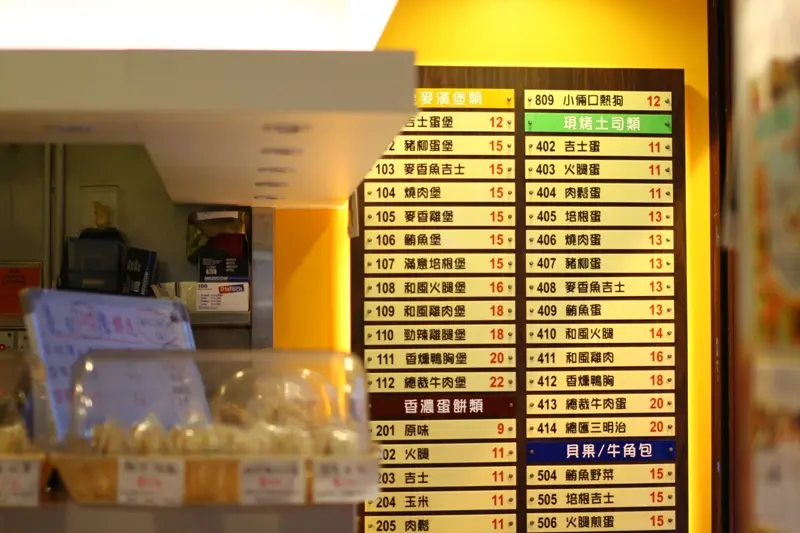 麥滿堡類
吉士蛋堡 12
豬柳蛋堡 15
103 麥香魚吉士 15
104 燒肉堡 15
105 麥香雞堡 15
106 鮪魚堡 15
107 滿意培根堡 15
108 和風火腿堡 16
109 和風雞肉堡 18
110 勁辣雞腿堡 18
111 香燻鴨胸堡 20
112 總裁牛肉堡 22
香濃蛋餅類
201 原味 9
202 火腿 11
203 吉士 11
204 玉米 11
205 肉鬆 11
809 小倆口熱狗 12
現烤土司類
402 吉士蛋 11
403 火腿蛋 11
404 肉鬆蛋 11
405 培根蛋 13
406 燒肉蛋 13
407 豬柳蛋 13
408 麥香魚吉士 13
409 鮪魚蛋 13
410 和風火腿 14
411 和風雞肉 16
412 香燻鴨胸 18
413 總裁牛肉蛋 20
414 總匯三明治 20
貝果/牛角包
504 鮪魚野菜 15
505 培根吉士 15
506 火腿煎蛋 15